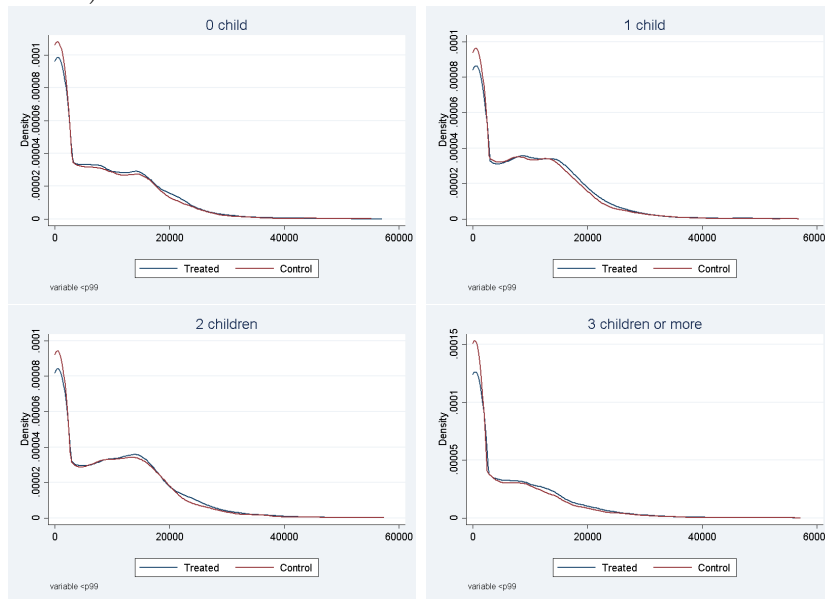 0 child
Density
0 .00002 .00004 .00006 .00008 .0001
0 20000 40000 60000
Treated Control
variable <p99
1 child
Density
0 .00002 .00004 .00006 .00008 .0001
0 20000 40000 60000
Treated Control
variable <p99
2 children
Density
0 .00002 .00004 .00006 .00008 .0001
0 20000 40000 60000
Treated Control
variable <p99
3 children or more
Density
0 .00005 .0001 .00015
0 20000 40000 60000
Treated Control
variable <p99